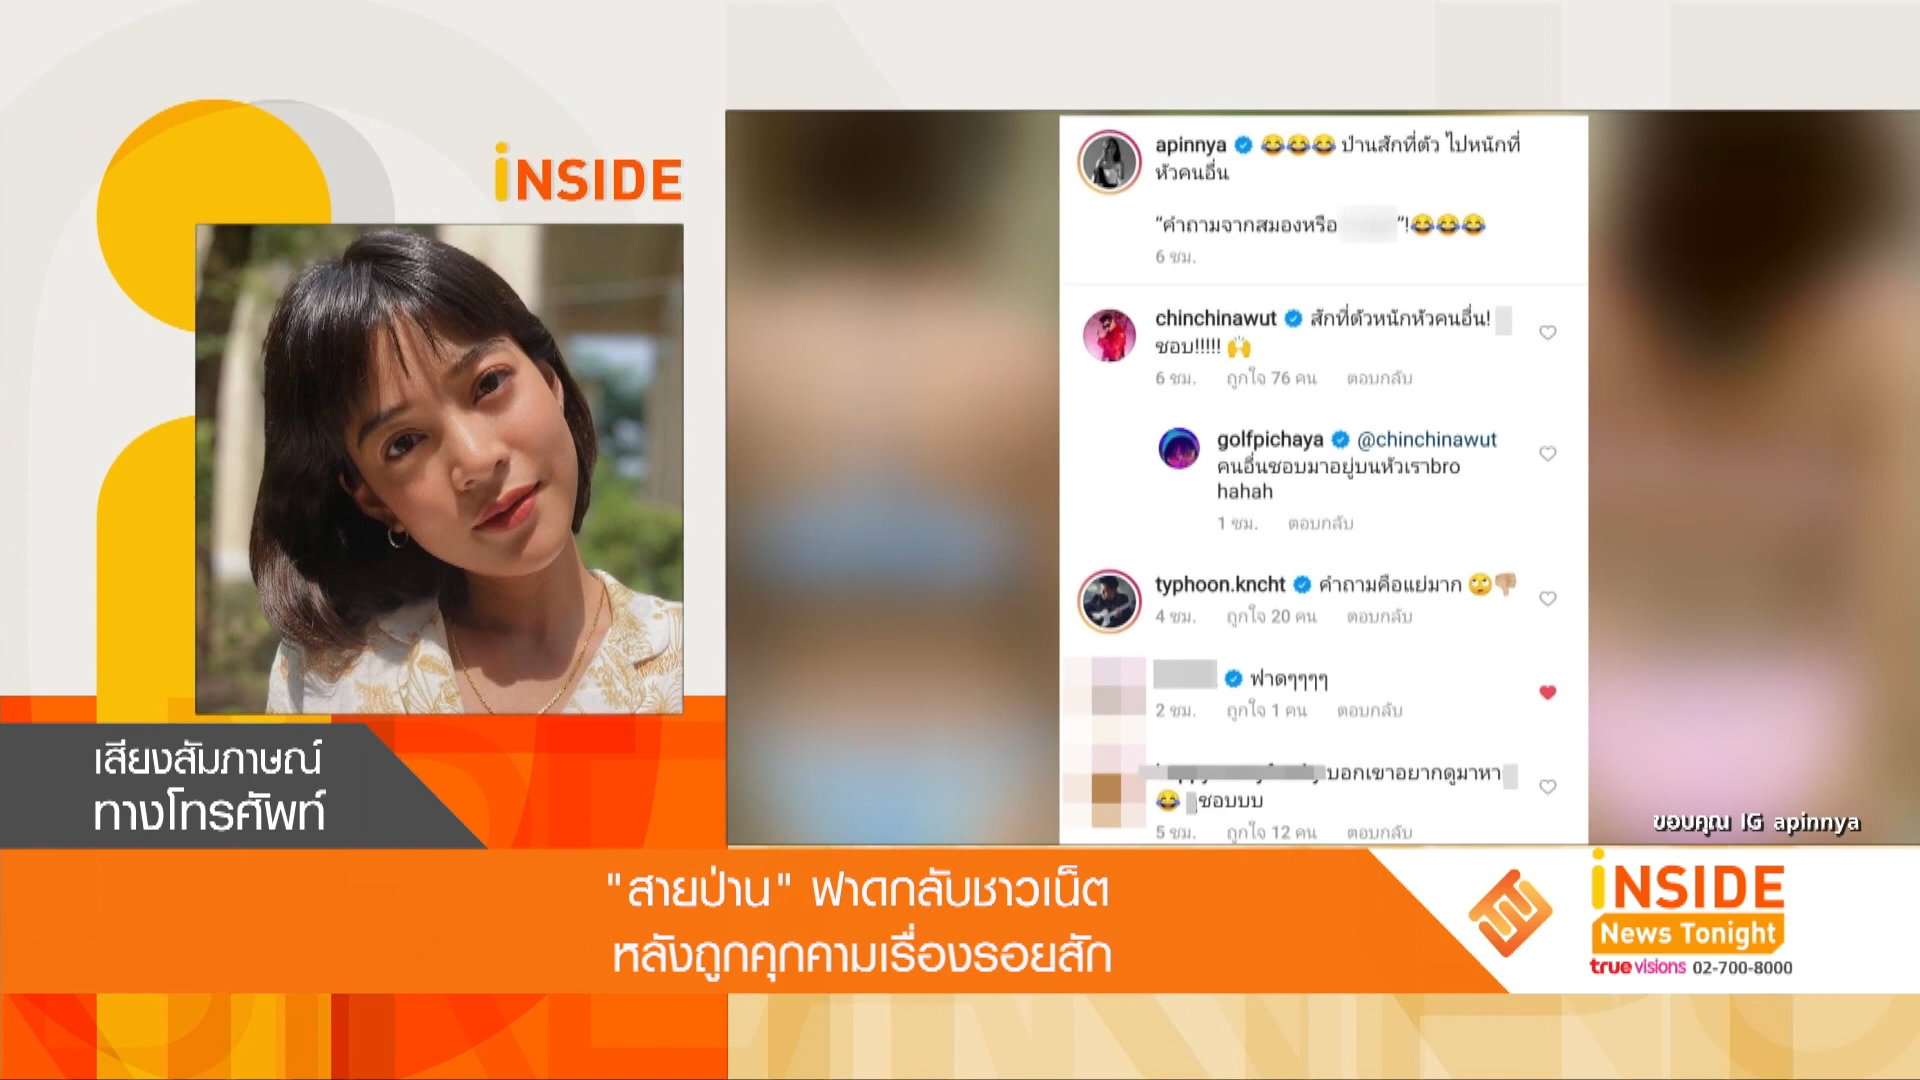 iNSIDE
เสียงสัมภาษณ์
ทางโทรศัพท์
apinnya 😂😂😂 ป่านสักที่ตัว ไปหนักที่
หัวคนอื่น
“คำถามจากสมองหรือ ”!😂😂😂
6 ชม.
chinchinawut สักที่ตัวหนักหัวคนอื่น!
ชอบ!!!!! 🙌
6 ชม. ถูกใจ 76 คน ตอบกลับ
golfpichaya @chinchinawut
คนอื่นชอบมาอยู่บนหัวเราbro
hahah
1 ชม. ตอบกลับ
typhoon.kncht คำถามคือแย่มาก 🙄👎
4 ชม. ถูกใจ 20 คน ตอบกลับ
ฟาดๆๆๆๆ
2 ชม. ถูกใจ 1 คน ตอบกลับ
บอกเขาอยากดูมาหา
😂 ชอบบบ
5 ชม. ถูกใจ 12 คน ตอบกลับ
ขอบคุณ IG apinnya
"สายป่าน" ฟาดกลับชาวเน็ต
หลังถูกคุกคามเรื่องรอยสัก
iNSIDE
News Tonight
truevisions 02-700-8000